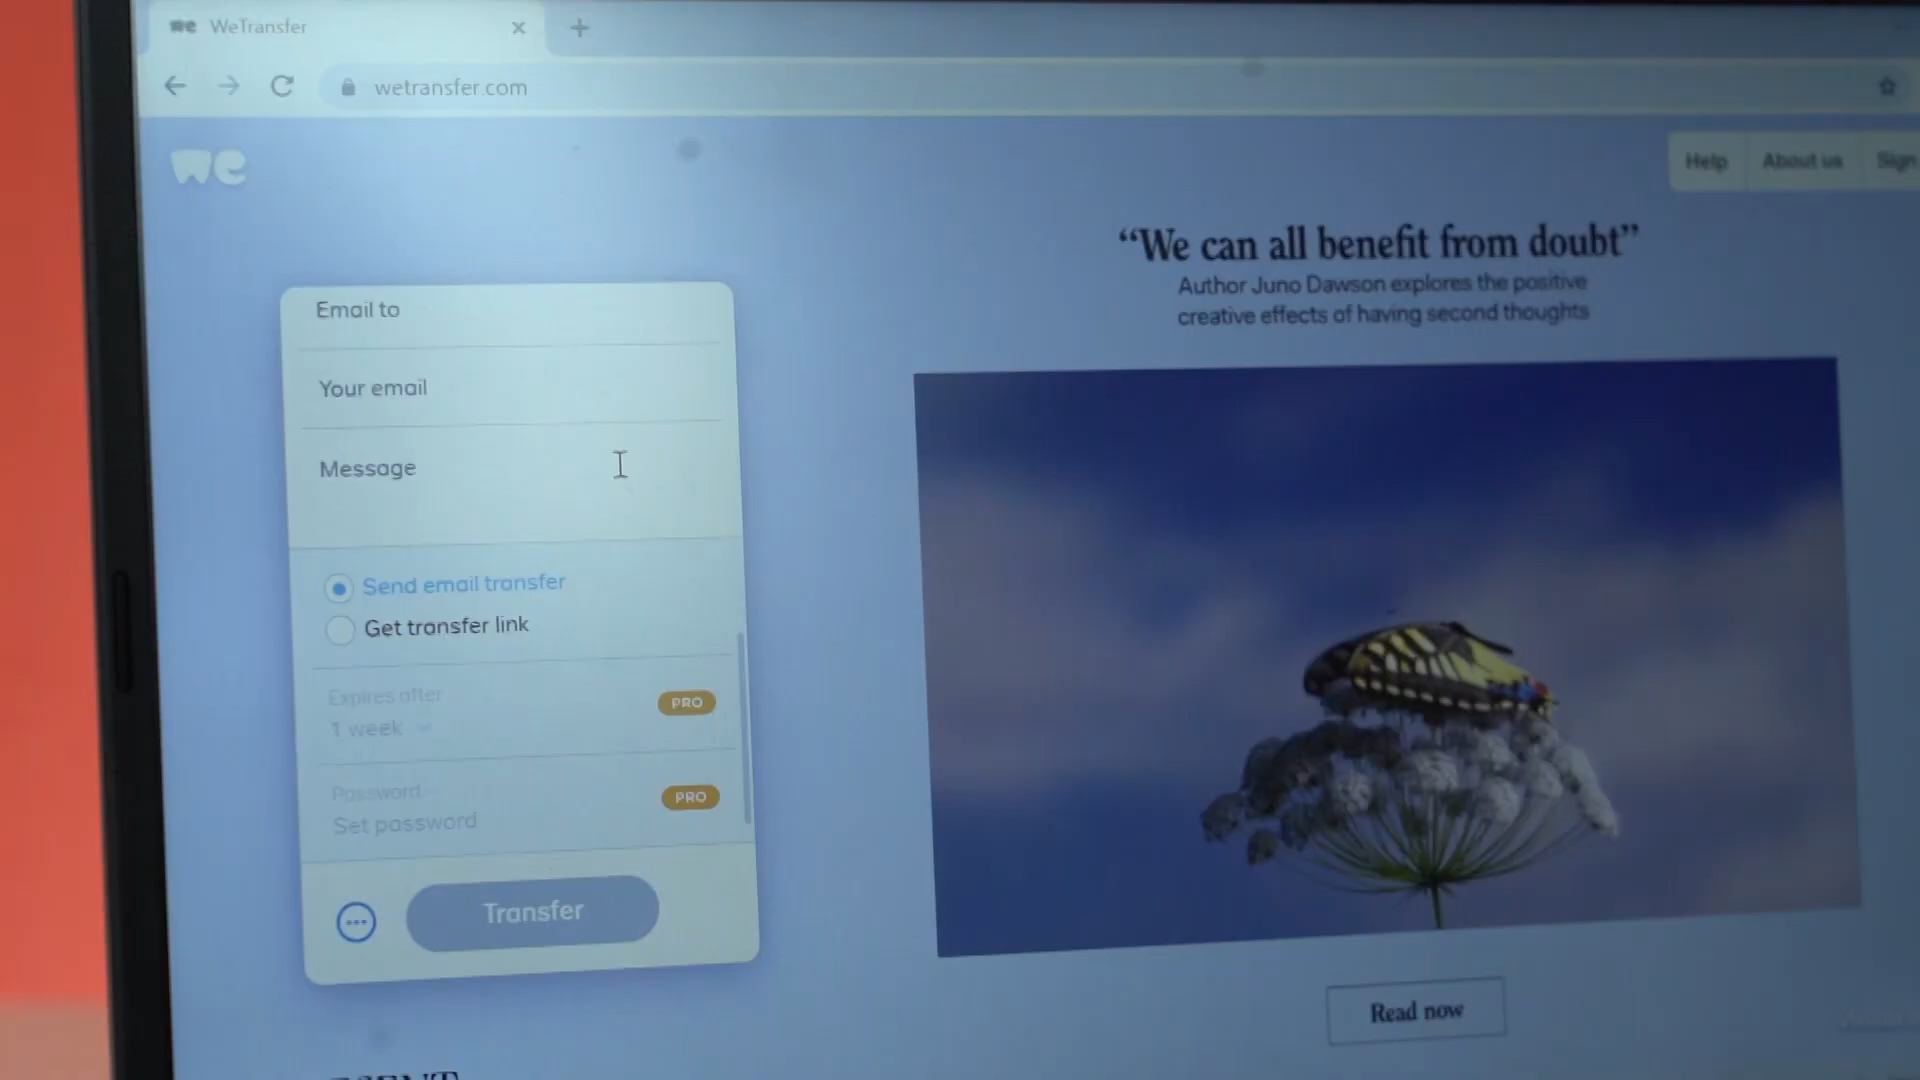 we WeTransfer
wetransfer.com
we
Help About us Sign
“We can all benefit from doubt”
Author Juno Dawson explores the positive
creative effects of having second thoughts
Email to
Your email
Message
Send email transfer
Get transfer link
Expires after
PRO
1 week
Password
PRO
Set password
Transfer
Read now